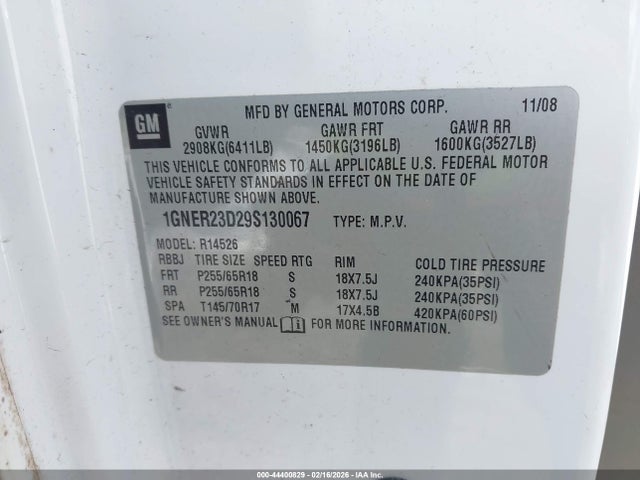 GM
MFD BY GENERAL MOTORS CORP. 11/08
GVWR GAWR FRT GAWR RR
2908KG(6411LB) 1450KG(3196LB) 1600KG(3527LB)
THIS VEHICLE CONFORMS TO ALL APPLICABLE U.S. FEDERAL MOTOR
VEHICLE SAFETY STANDARDS IN EFFECT ON THE DATE OF
MANUFACTURE SHOWN ABOVE.
1GNER23D29S130067 TYPE: M.P.V.
MODEL: R14526
RBBJ TIRE SIZE SPEED RTG RIM COLD TIRE PRESSURE
FRT P255/65R18 S 18X7.5J 240KPA(35PSI)
RR P255/65R18 S 18X7.5J 240KPA(35PSI)
SPA T145/70R17 M 17X4.5B 420KPA(60PSI)
SEE OWNER'S MANUAL FOR MORE INFORMATION.
000-44400829 - 02/16/2026 - IAA Inc.